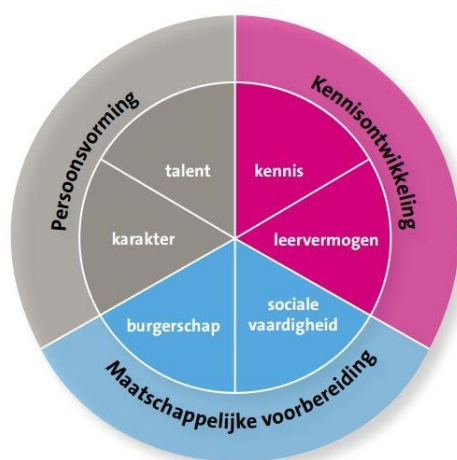 Persoonsvorming
Kennisontwikkeling
talent
kennis
karakter
leervermogen
burgerschap
sociale
vaardigheid
Maatschappelijke voorbereiding